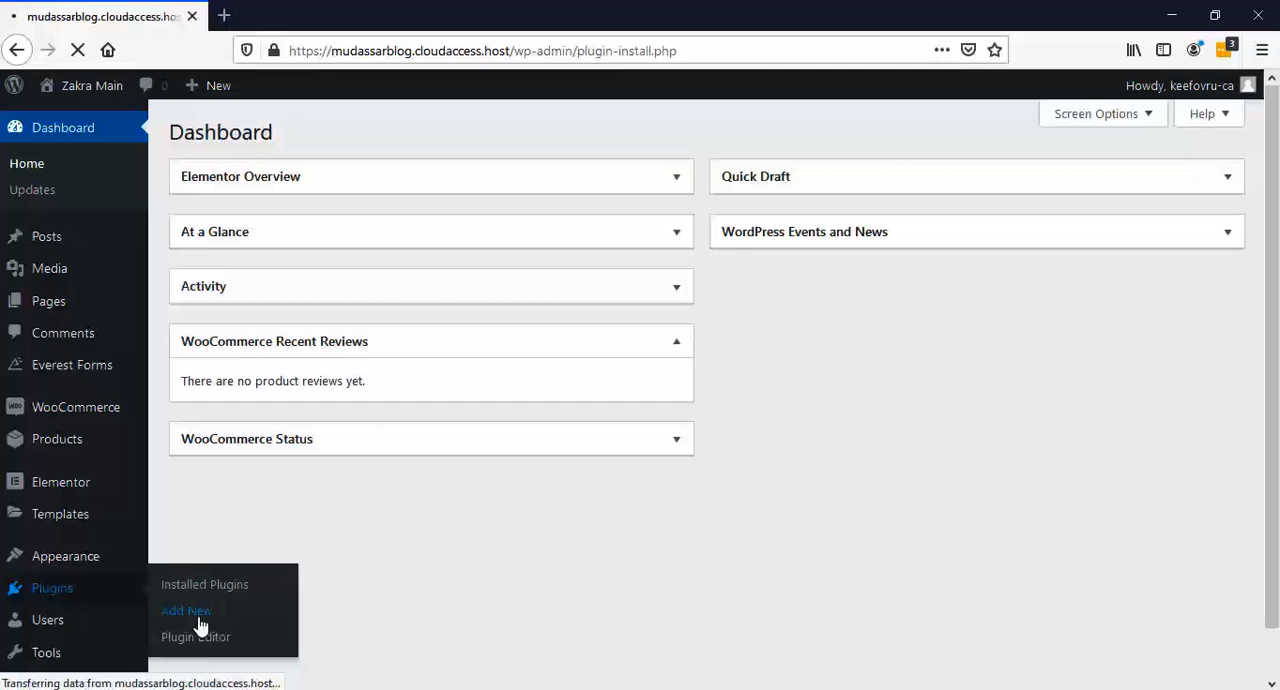 mudassarblog.cloudaccess.hos
https://mudassarblog.cloudaccess.host/wp-admin/plugin-install.php
3
Zakra Main
0
New
Howdy, keefovru-ca
Screen Options
Help
Dashboard
Home
Updates
Posts
Media
Pages
Comments
Everest Forms
WooCommerce
Products
Elementor
Templates
Appearance
Plugins
Users
Tools
Installed Plugins
Add New
Plugin Editor
Dashboard
Elementor Overview
At a Glance
Activity
WooCommerce Recent Reviews
There are no product reviews yet.
WooCommerce Status
Quick Draft
WordPress Events and News
Transferring data from mudassarblog.cloudaccess.host...